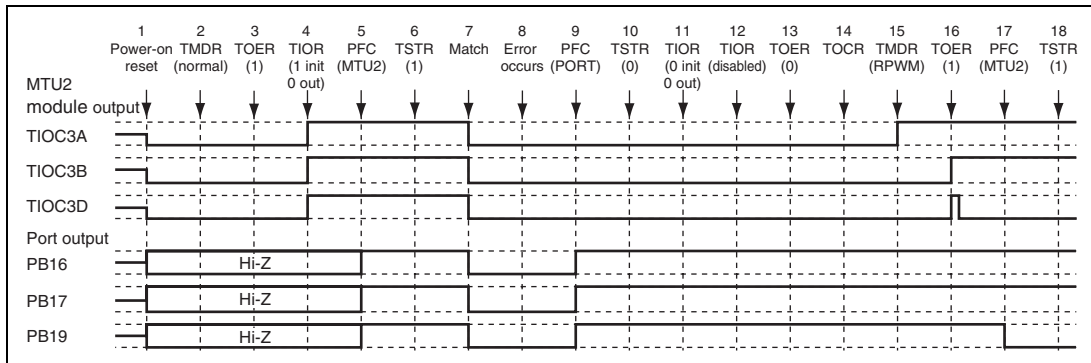 1 2 3 4 5 6 7 8 9 10 11 12 13 14 15 16 17 18
Power-on TMDR TOER TIOR PFC TSTR Match Error PFC TSTR TIOR TIOR TOER TOCR TMDR TOER PFC TSTR
reset (normal) (1) (1 init (MTU2) (1) occurs (PORT) (0) (0 init (disabled) (0) (RPWM) (1) (MTU2) (1)
MTU2 0 out) 0 out)
module output
TIOC3A
TIOC3B
TIOC3D
Port output
PB16 Hi-Z
PB17 Hi-Z
PB19 Hi-Z